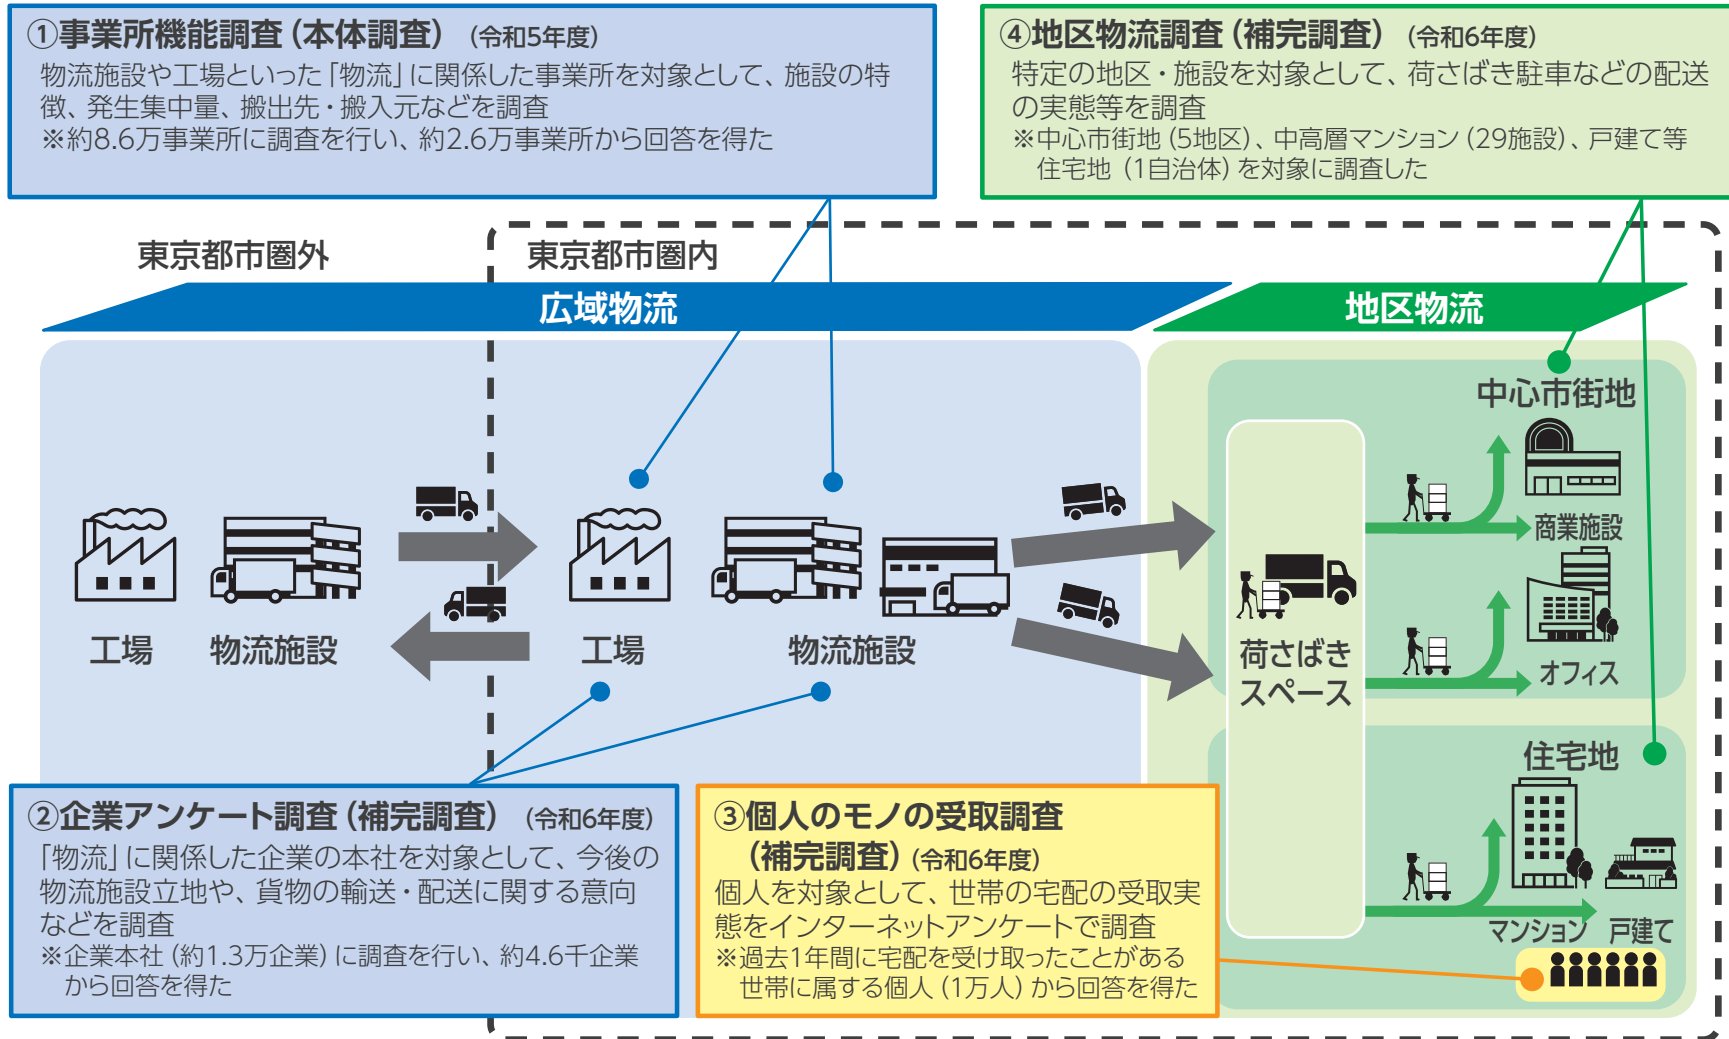 ①事業所機能調査（本体調査）（令和5年度）
物流施設や工場といった「物流」に関係した事業所を対象として、施設の特
徴、発生集中量、搬出先・搬入元などを調査
※約8.6万事業所に調査を行い、約2.6万事業所から回答を得た
④地区物流調査（補完調査）（令和6年度）
特定の地区・施設を対象として、荷さばき駐車などの配送
の実態等を調査
※中心市街地（5地区）、中高層マンション（29施設）、戸建て等
住宅地（1自治体）を対象に調査した
東京都市圏外
東京都市圏内
広域物流
地区物流
中心市街地
商業施設
オフィス
工場
物流施設
工場
物流施設
荷さばき
スペース
住宅地
マンション
戸建て
②企業アンケート調査（補完調査）（令和6年度）
「物流」に関係した企業の本社を対象として、今後の
物流施設立地や、貨物の輸送・配送に関する意向
などを調査
※企業本社（約1.3万企業）に調査を行い、約4.6千企業
から回答を得た
③個人のモノの受取調査
（補完調査）（令和6年度）
個人を対象として、世帯の宅配の受取実
態をインターネットアンケートで調査
※過去1年間に宅配を受け取ったことがある
世帯に属する個人（1万人）から回答を得た